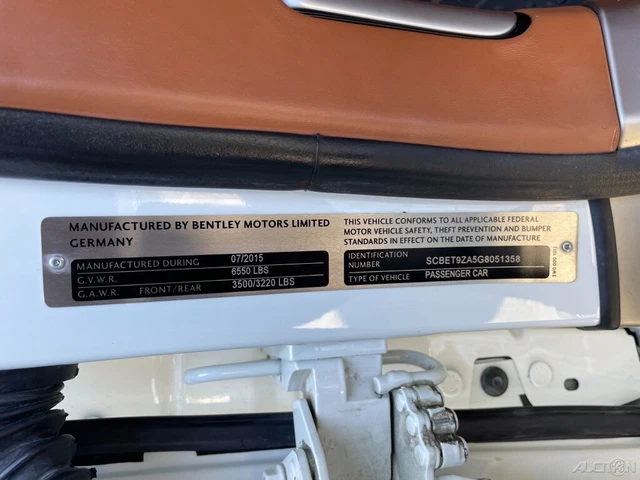 MANUFACTURED BY BENTLEY MOTORS LIMITED
GERMANY
MANUFACTURED DURING 07/2015
G.V.W.R. 6550 LBS
G.A.W.R. FRONT/REAR 3500/3220 LBS
THIS VEHICLE CONFORMS TO ALL APPLICABLE FEDERAL
MOTOR VEHICLE SAFETY, THEFT PREVENTION AND BUMPER
STANDARDS IN EFFECT ON THE DATE OF MANUFACTURE
IDENTIFICATION
NUMBER SCBET9ZA5G8051358
TYPE OF VEHICLE PASSENGER CAR